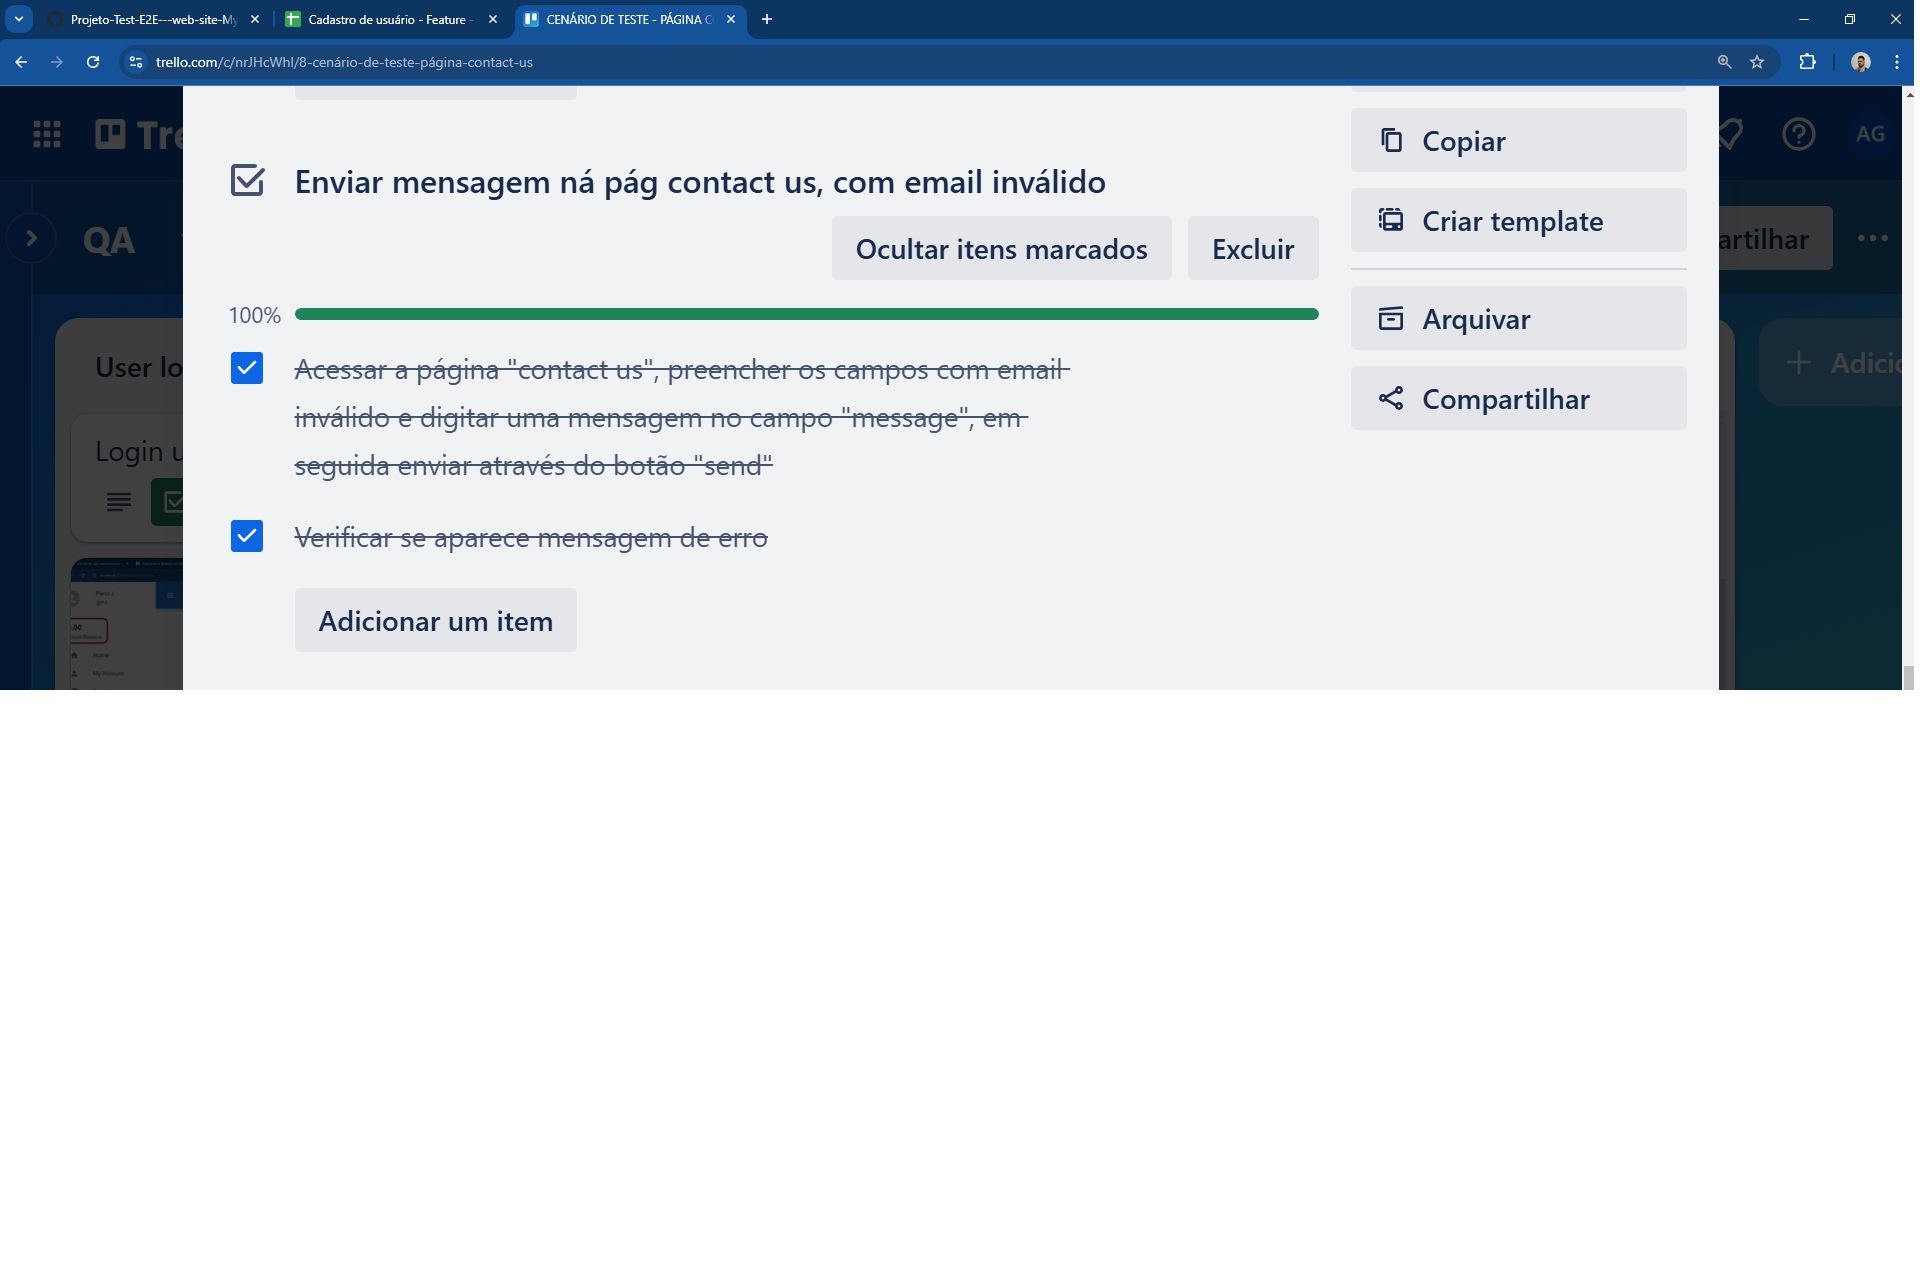 Projeto-Test-E2E---web-site-My
Cadastro de usuário - Feature -
CENÁRIO DE TESTE - PÁGINA C
trello.com/c/nrJHcWhl/8-cenário-de-teste-página-contact-us
Tre
AG
QA
artilhar
User lo
Login u
Adicio
Enviar mensagem ná pág contact us, com email inválido
Ocultar itens marcados
Excluir
100%
Acessar a página "contact us", preencher os campos com email
inválido e digitar uma mensagem no campo "message", em
seguida enviar através do botão "send"
Verificar se aparece mensagem de erro
Adicionar um item
Copiar
Criar template
Arquivar
Compartilhar
Home
My Account